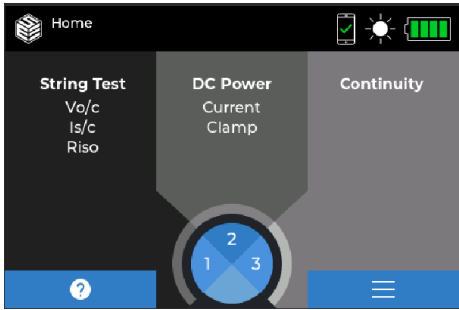 Home
String Test
Vo/c
Is/c
Riso
DC Power
Current
Clamp
Continuity
2
1 3
?